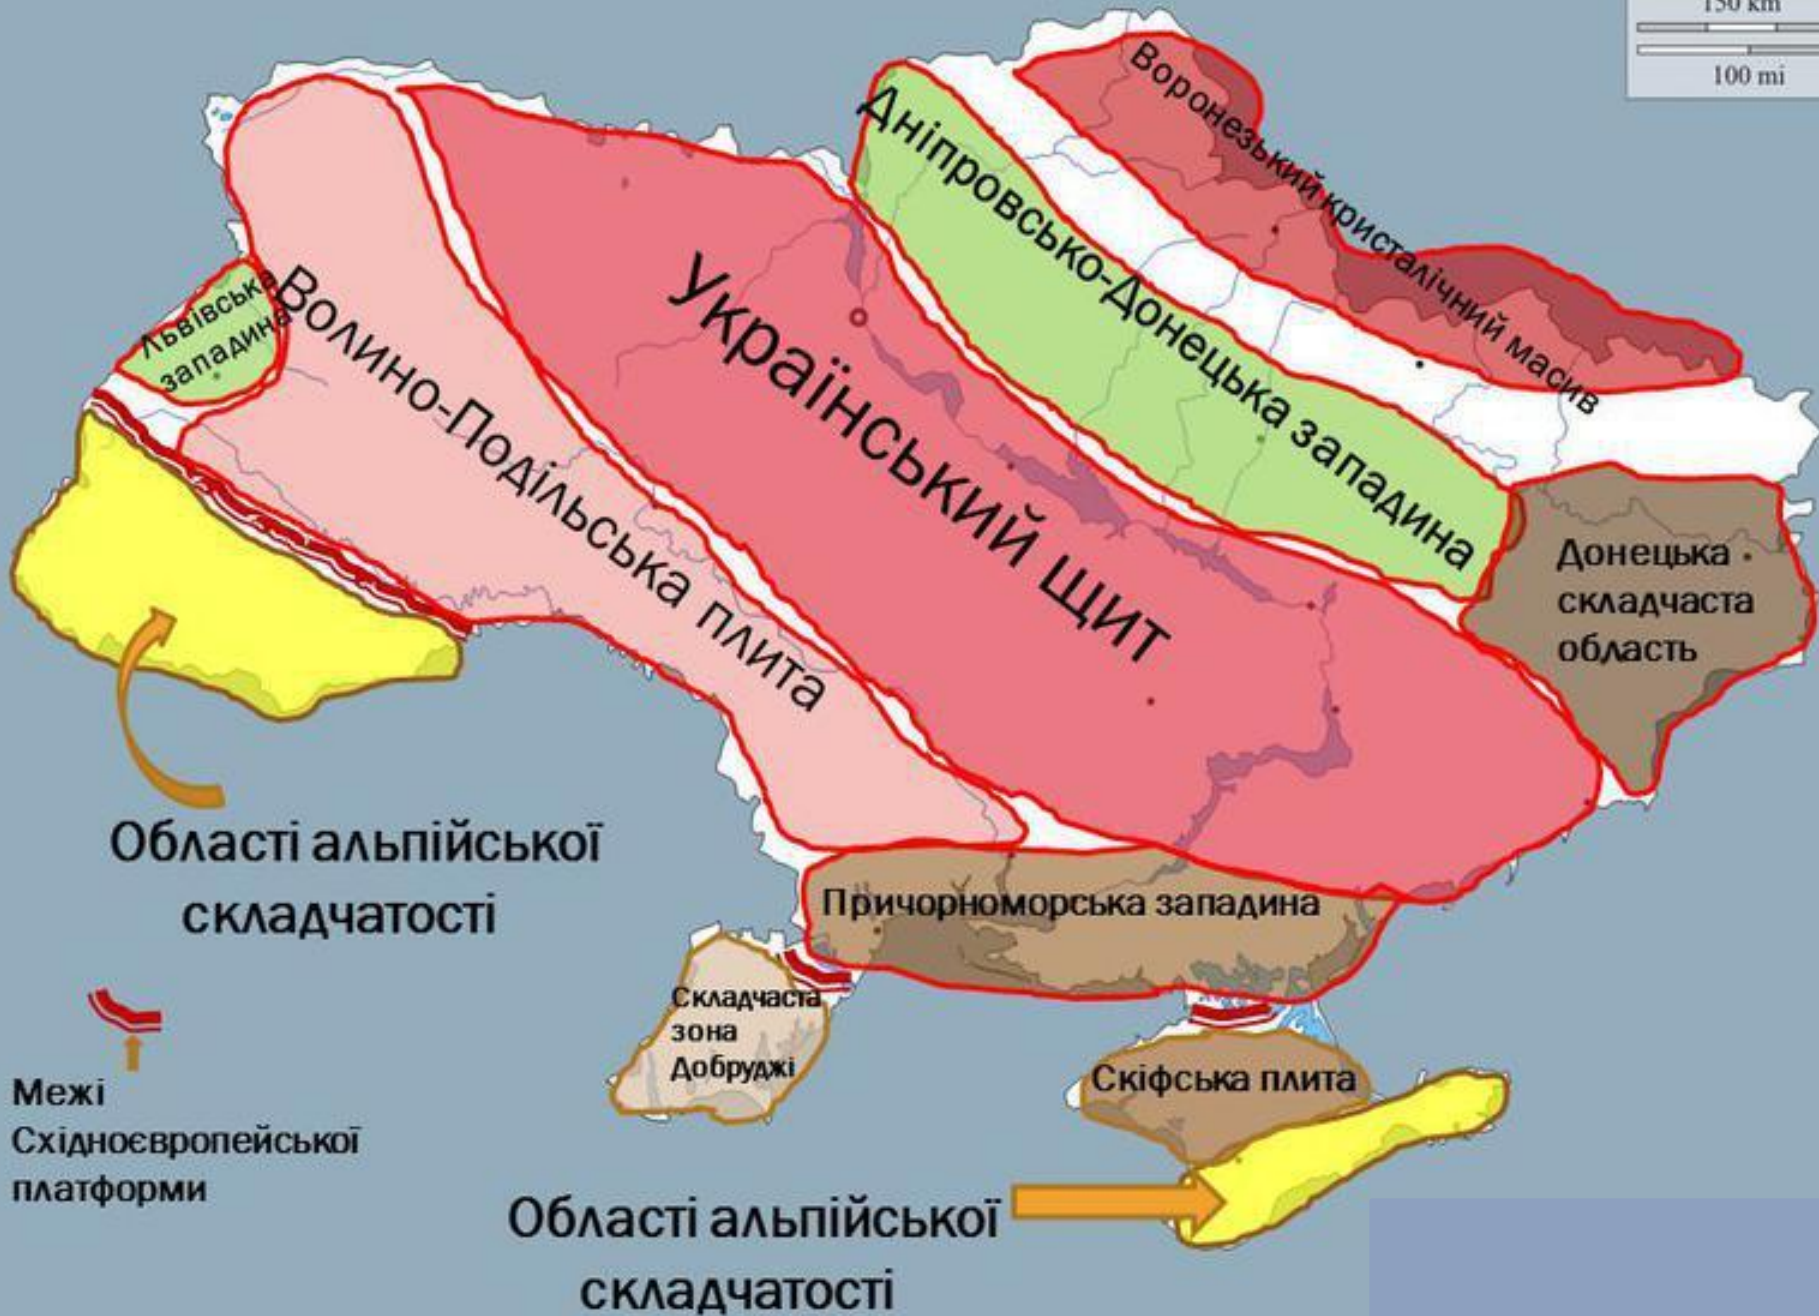 150 km
100 mi
Воронезький кристалічний масив
Дніпровсько-Донецька западина
Український щит
Львівська
западина
Волино-Подільська плита
Донецька
складчаста
область
Області альпійської
складчатості
Причорноморська западина
Складчаста
зона
Добруджі
Скіфська плита
Межі
Східноєвропейської
платформи
Області альпійської
складчатості